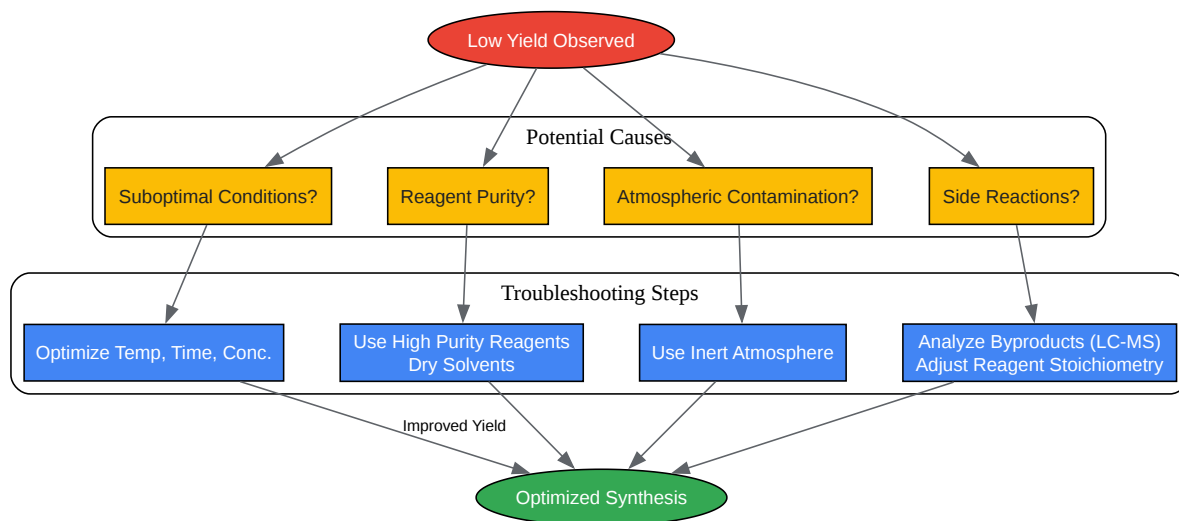 Low Yield Observed
Potential Causes
Suboptimal Conditions?
Reagent Purity?
Atmospheric Contamination?
Side Reactions?
Troubleshooting Steps
Optimize Temp, Time, Conc.
Use High Purity Reagents
Dry Solvents
Use Inert Atmosphere
Analyze Byproducts (LC-MS)
Adjust Reagent Stoichiometry
Improved Yield
Optimized Synthesis